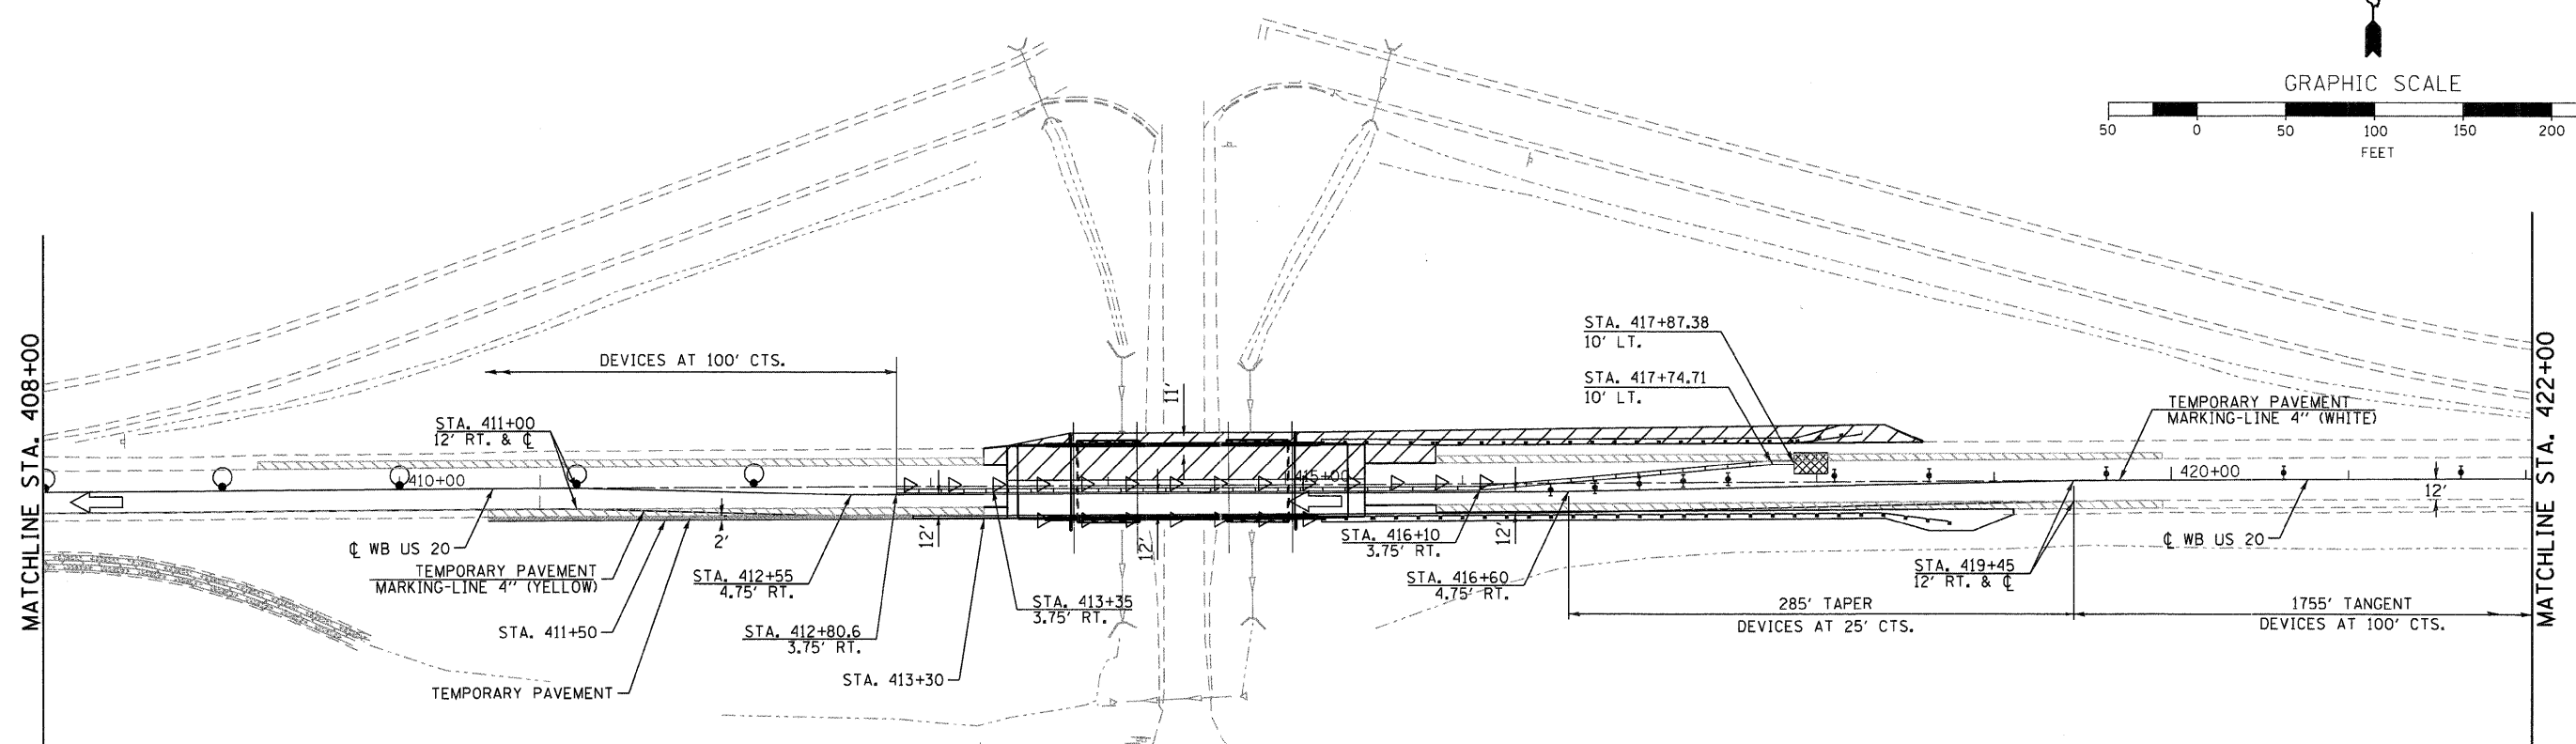 GRAPHIC SCALE
50 0 50 100 150 200
FEET
MATCHLINE STA. 408+00
MATCHLINE STA. 422+00
DEVICES AT 100' CTS.
STA. 411+00
12' RT. & ℄
410+00
11'
415+00
STA. 417+87.38
10' LT.
STA. 417+74.71
10' LT.
TEMPORARY PAVEMENT
MARKING-LINE 4" (WHITE)
420+00
12'
℄ WB US 20
TEMPORARY PAVEMENT
MARKING-LINE 4" (YELLOW)
STA. 411+50
TEMPORARY PAVEMENT
2'
STA. 412+55
4.75' RT.
STA. 412+80.6
3.75' RT.
12'
STA. 413+30
STA. 413+35
3.75' RT.
12'
STA. 416+10
3.75' RT.
12'
STA. 416+60
4.75' RT.
℄ WB US 20
STA. 419+45
12' RT. & ℄
285' TAPER
DEVICES AT 25' CTS.
1755' TANGENT
DEVICES AT 100' CTS.